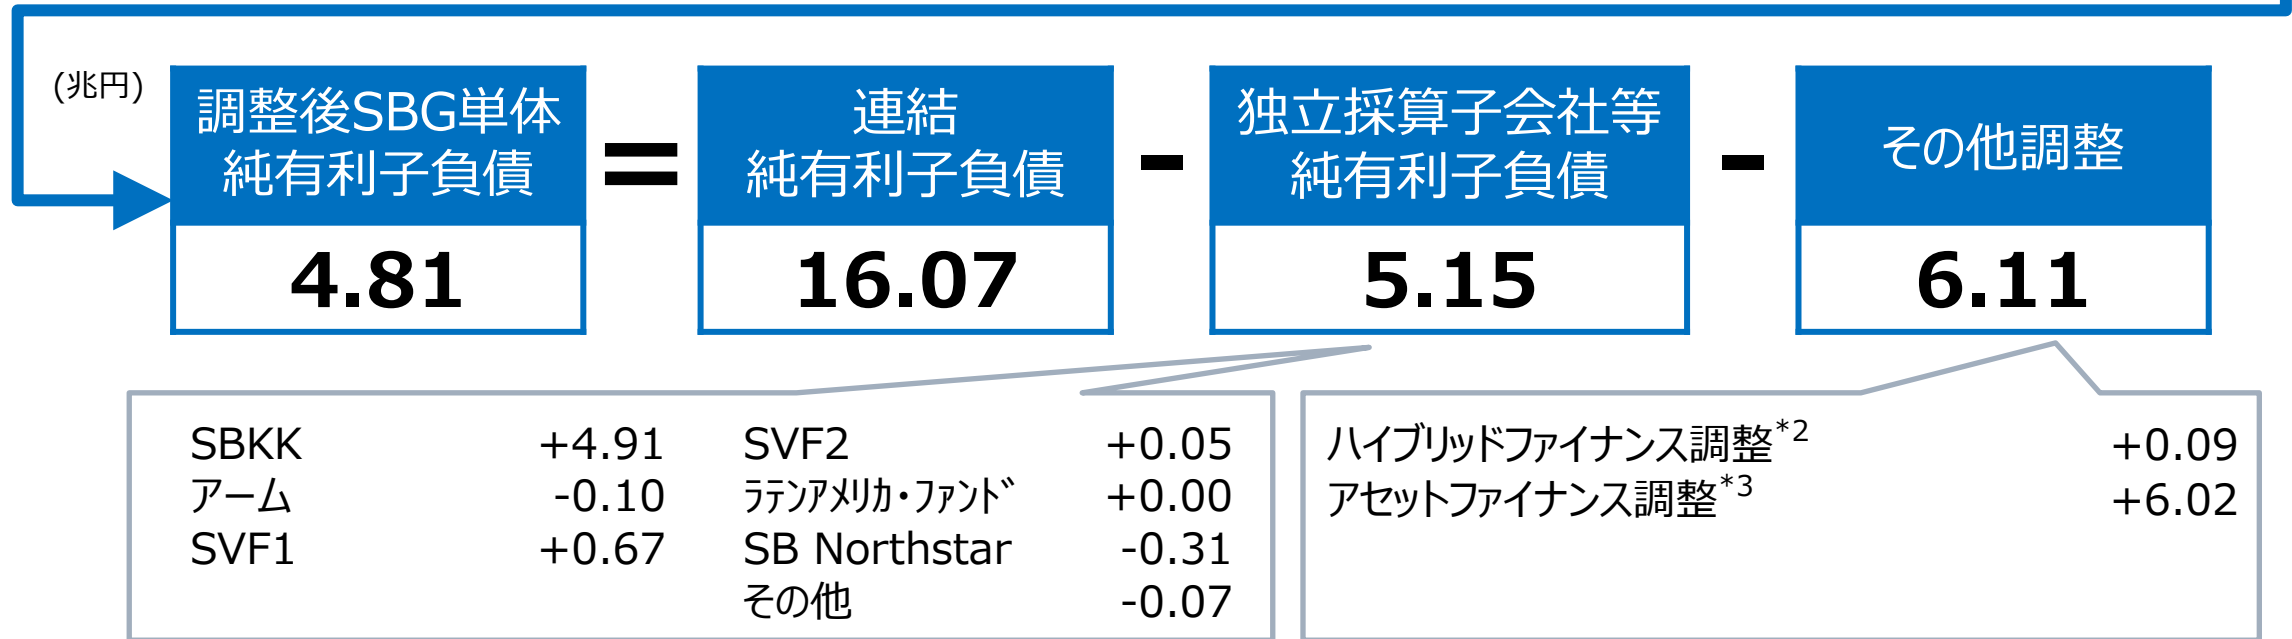 (兆円)
調整後SBG単体
純有利子負債
=
連結
純有利子負債
-
独立採算子会社等
純有利子負債
-
その他調整
4.81
16.07
5.15
6.11
SBKK +4.91 SVF2 +0.05
アーム -0.10 ﾗﾃﾝｱﾒﾘｶ・ﾌｧﾝﾄﾞ +0.00
SVF1 +0.67 SB Northstar -0.31
その他 -0.07
ハイブリッドファイナンス調整*2 +0.09
アセットファイナンス調整*3 +6.02